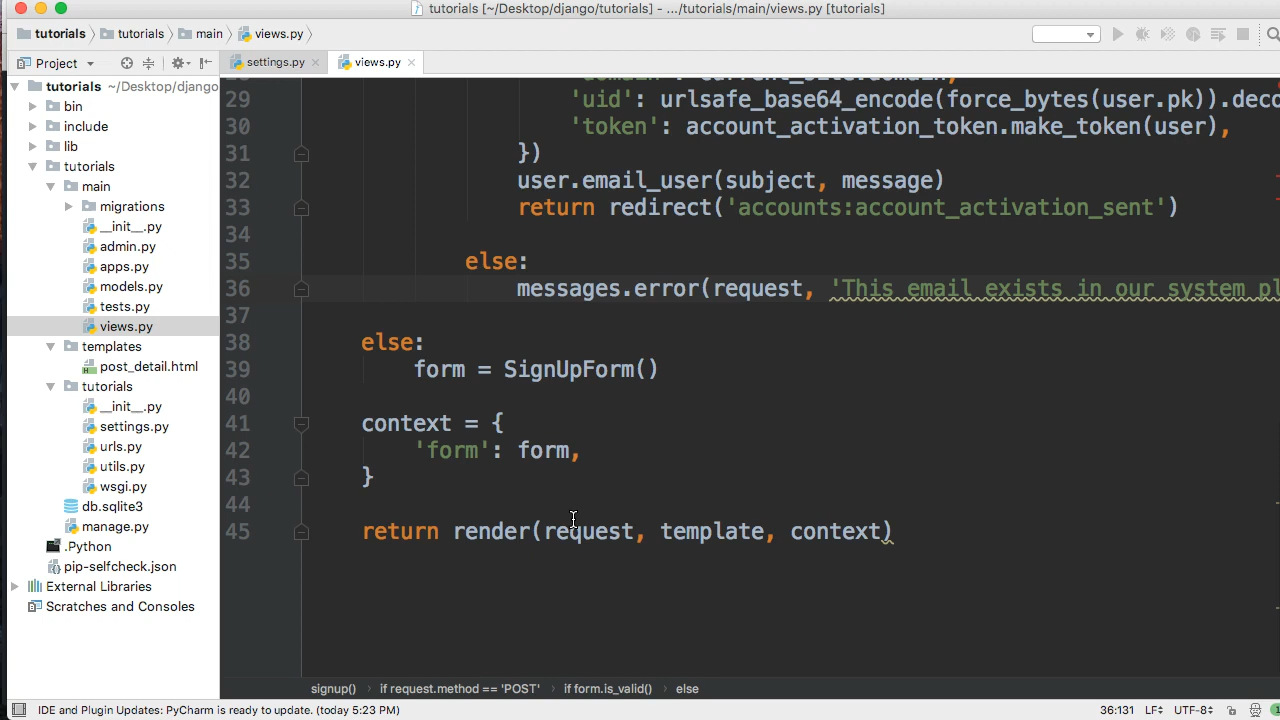 tutorials [~/Desktop/django/tutorials] - .../tutorials/main/views.py [tutorials]
tutorials tutorials main views.py
Project
settings.py views.py
tutorials ~/Desktop/django
bin
include
lib
tutorials
main
migrations
__init__.py
admin.py
apps.py
models.py
tests.py
views.py
templates
post_detail.html
tutorials
__init__.py
settings.py
urls.py
utils.py
wsgi.py
db.sqlite3
manage.py
.Python
pip-selfcheck.json
External Libraries
Scratches and Consoles
29 'uid': urlsafe_base64_encode(force_bytes(user.pk)).deco
30 'token': account_activation_token.make_token(user),
31 })
32 user.email_user(subject, message)
33 return redirect('accounts:account_activation_sent')
34
35 else:
36 messages.error(request, 'This email exists in our system pl
37
38 else:
39 form = SignUpForm()
40
41 context = {
42 'form': form,
43 }
44
45 return render(request, template, context)
signup() if request.method == 'POST' if form.is_valid() else
IDE and Plugin Updates: PyCharm is ready to update. (today 5:23 PM) 36:131 LF UTF-8